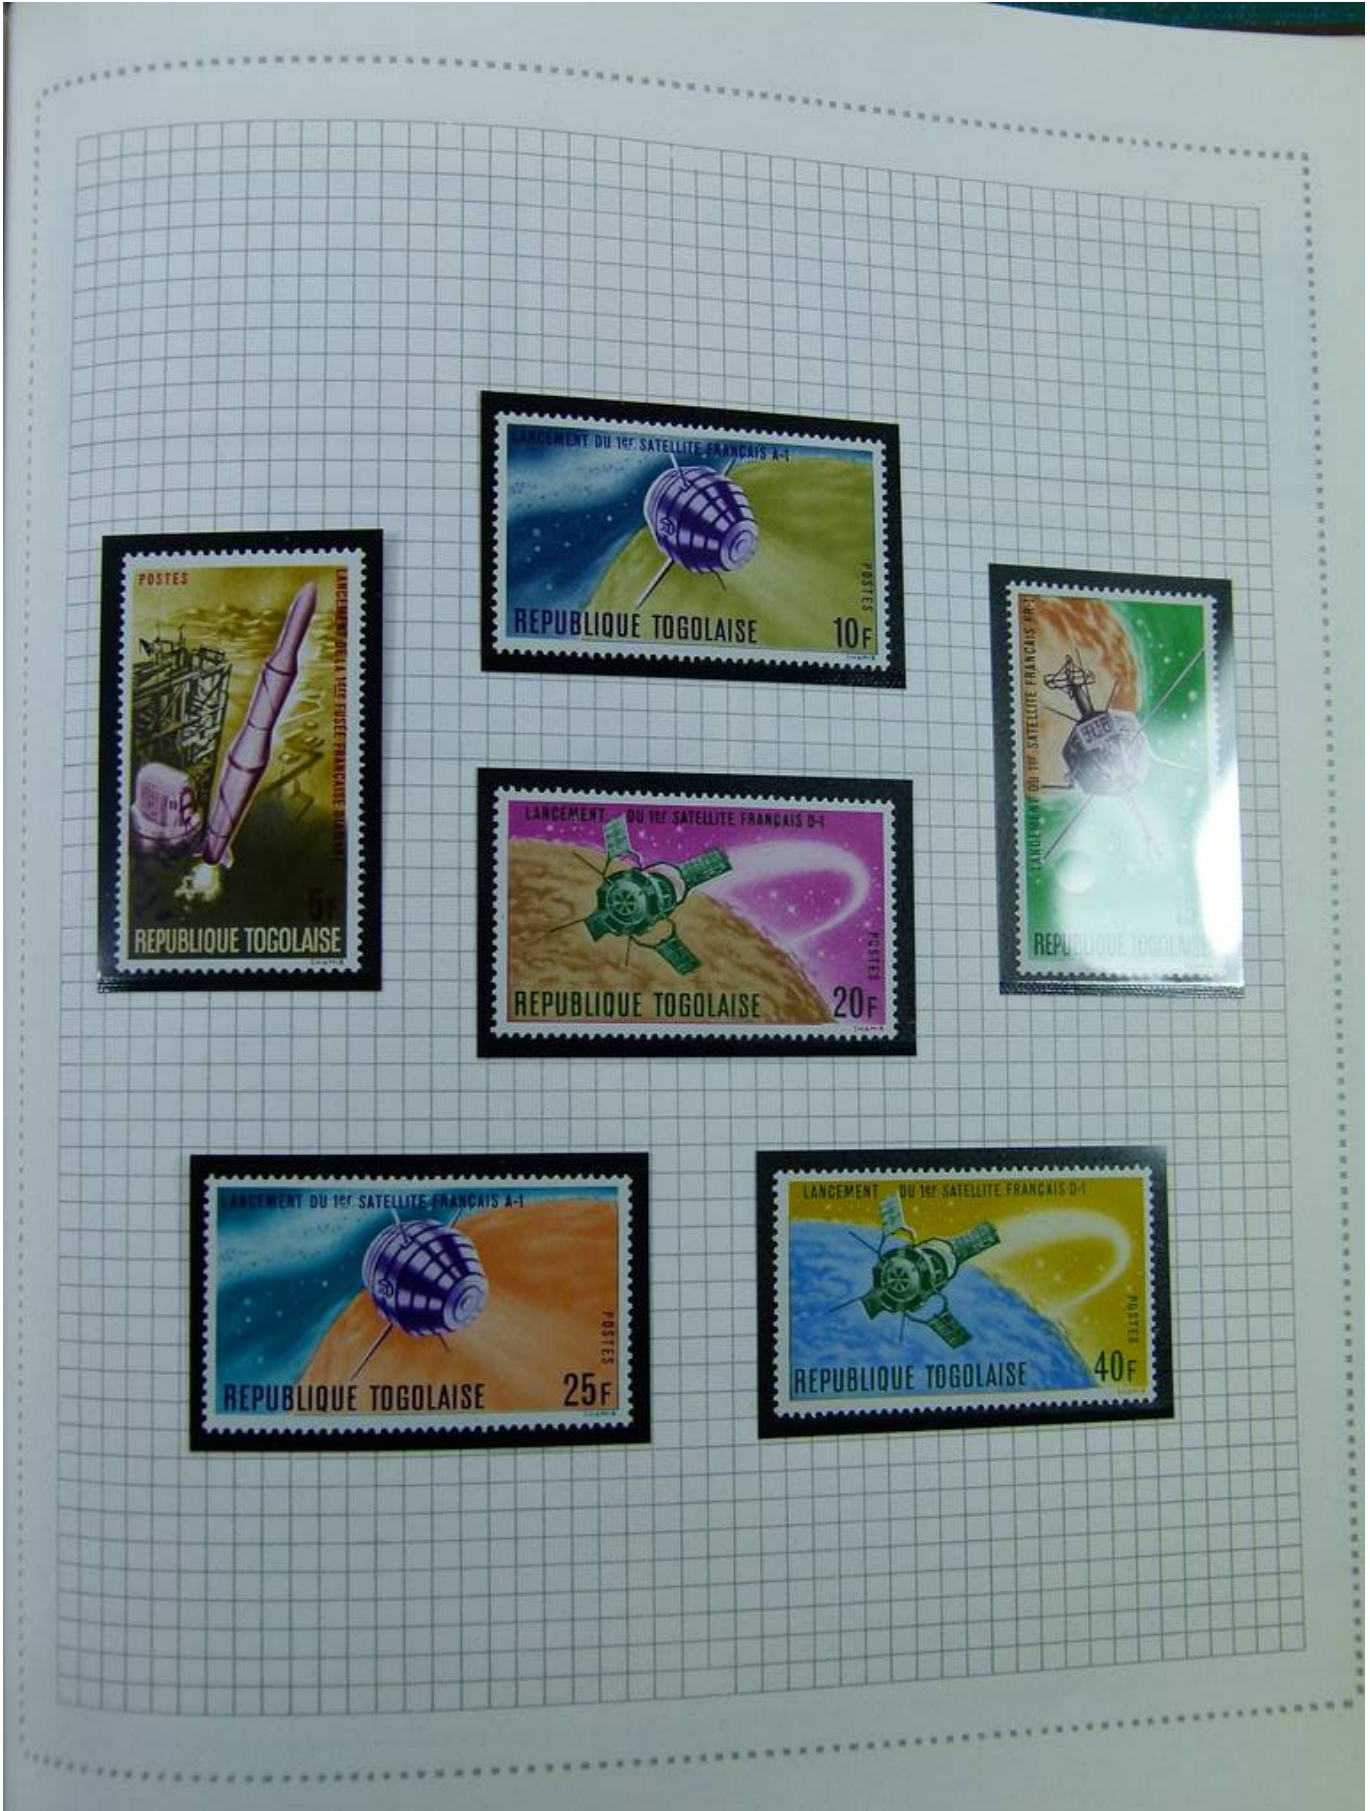 LANCEMENT DU 1er SATELLITE FRANÇAIS A-1
POSTES
REPUBLIQUE TOGOLAISE
10F
POSTES
LANCEMENT DE LA 1ère FUSÉE FRANÇAISE DIAMANT
5F
REPUBLIQUE TOGOLAISE
LANCEMENT DU 1er SATELLITE FRANÇAIS FR-1
REPUBLIQUE TOGOLAISE
LANCEMENT DU 1er SATELLITE FRANÇAIS D-1
POSTES
REPUBLIQUE TOGOLAISE
20F
LANCEMENT DU 1er SATELLITE FRANÇAIS A-1
POSTES
REPUBLIQUE TOGOLAISE
25F
LANCEMENT DU 1er SATELLITE FRANÇAIS D-1
POSTES
REPUBLIQUE TOGOLAISE
40F